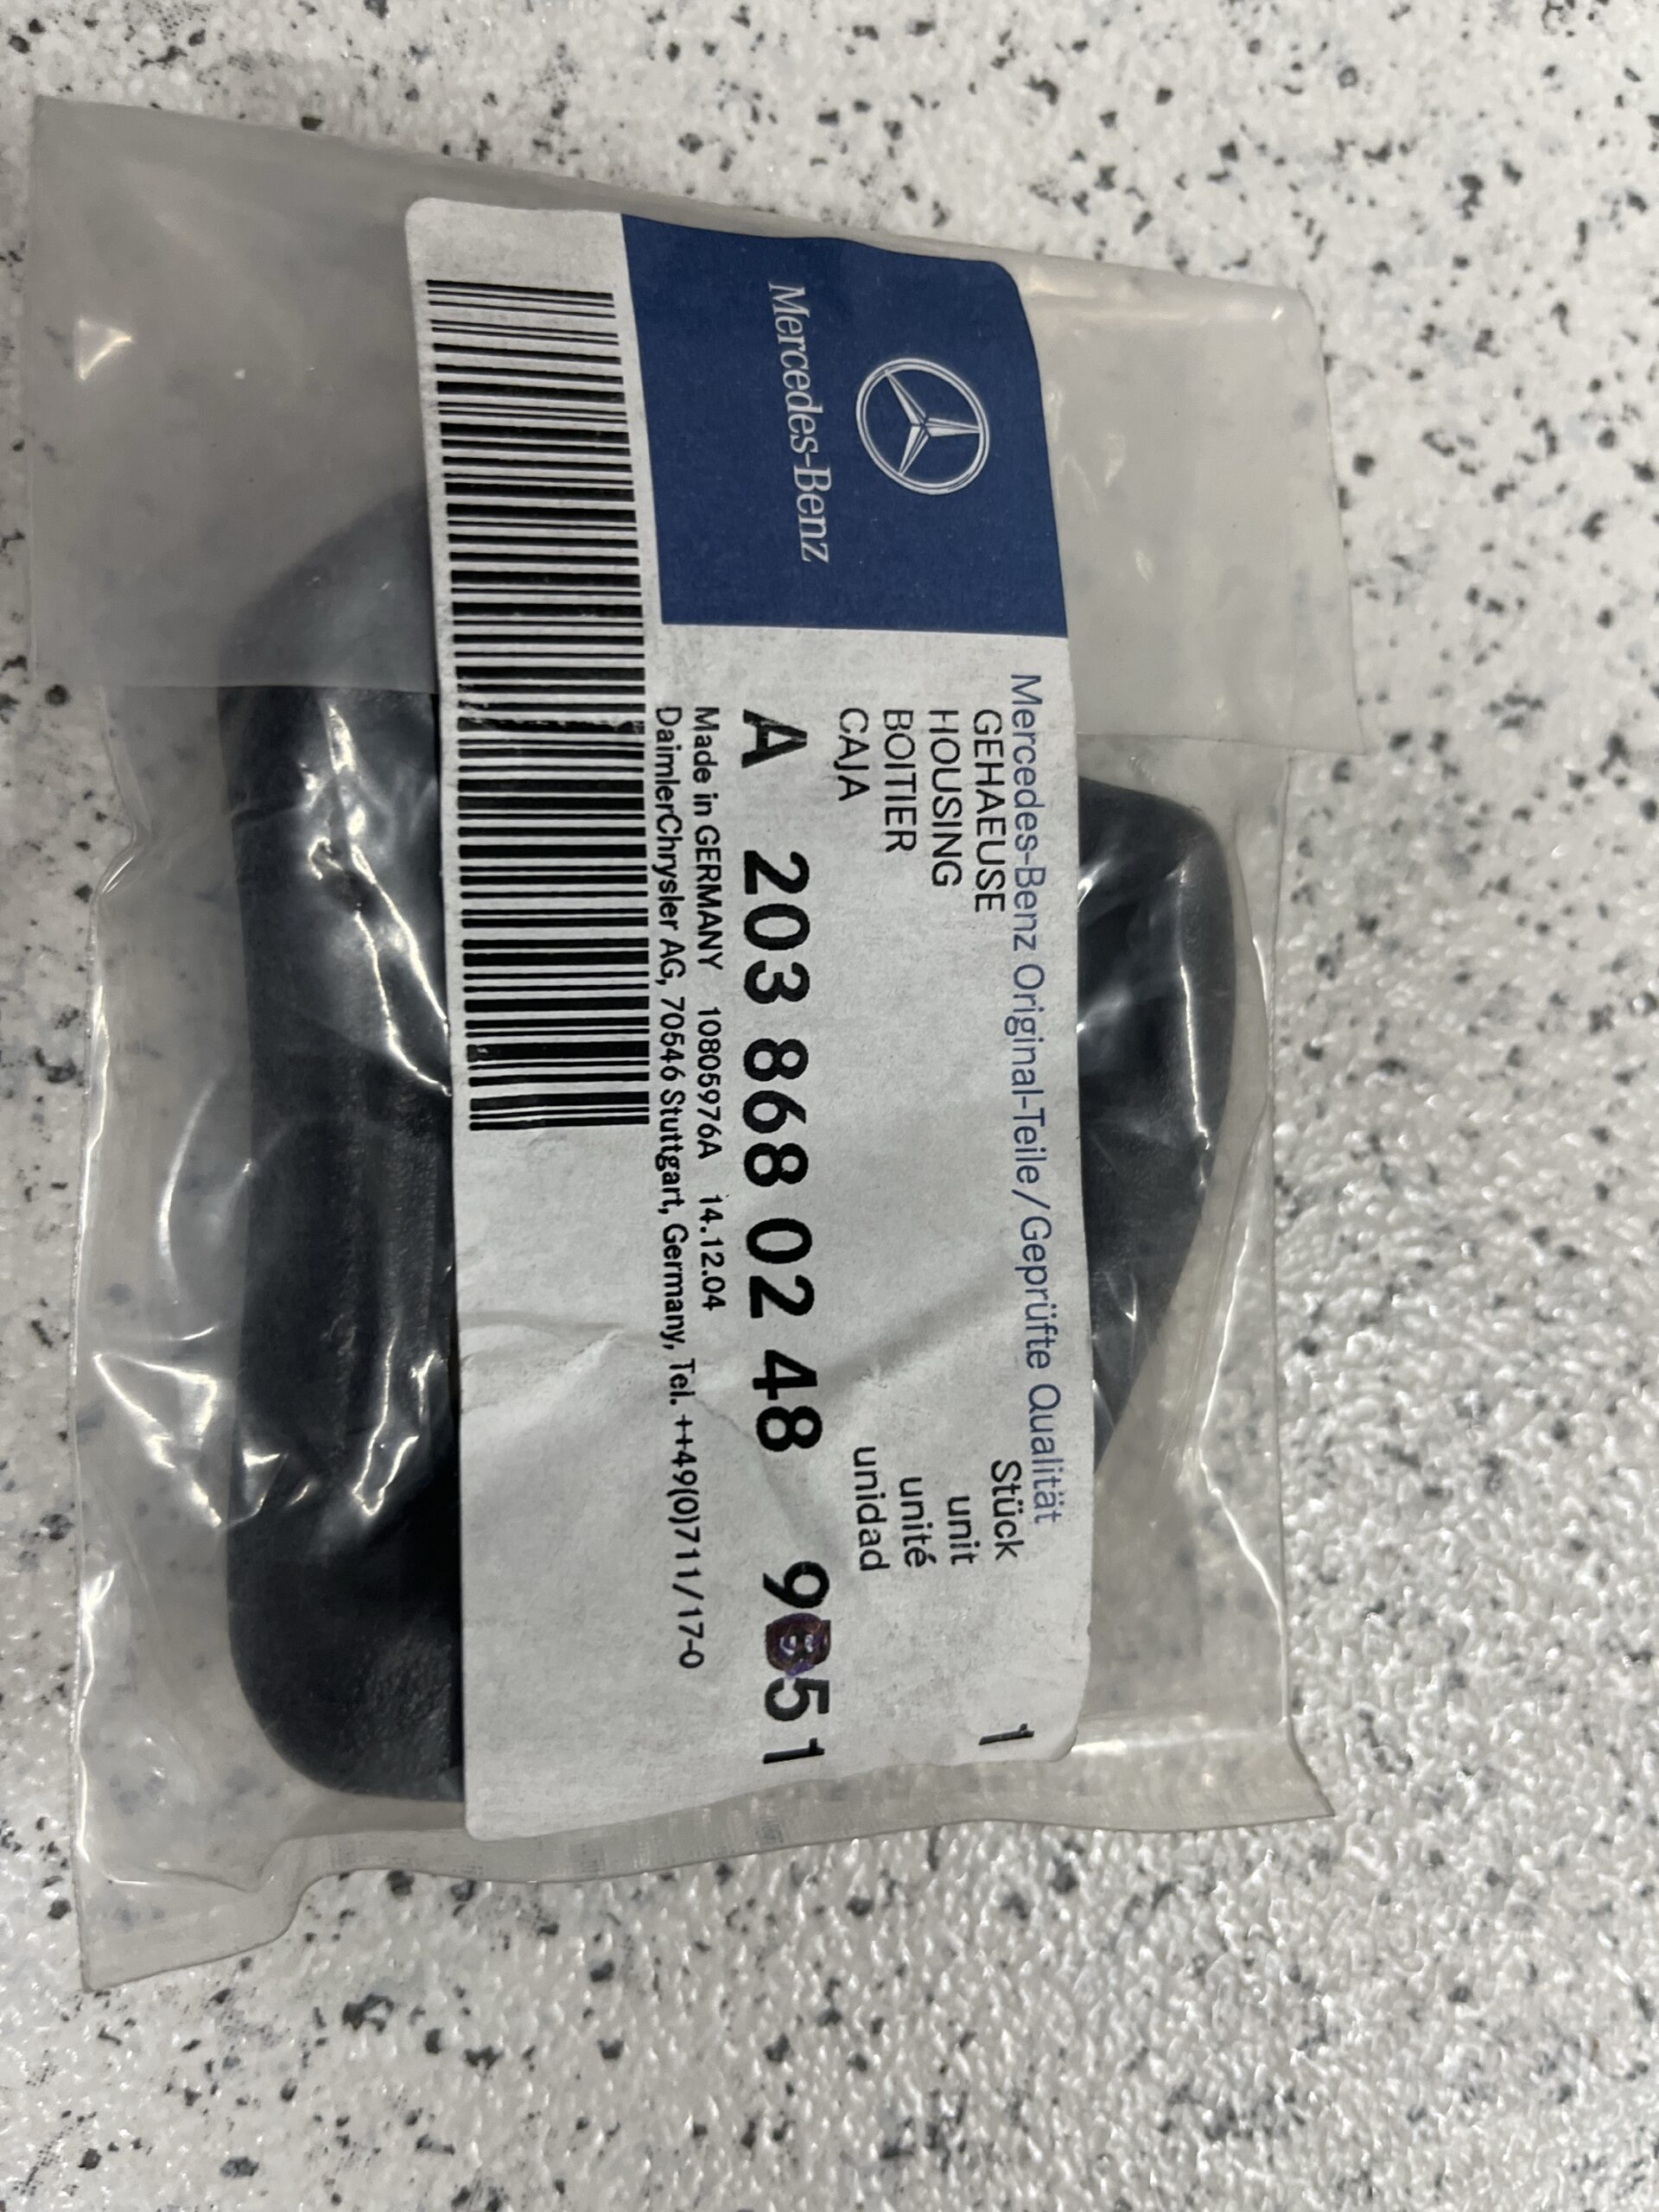 Mercedes-Benz
Mercedes-Benz Original-Teile/Geprüfte Qualität
GEHAEUSE Stück 1
HOUSING unit
BOITIER unité
CAJA unidad
A 203 868 02 48 9 51
Made in GERMANY 10805976A 14.12.04
DaimlerChrysler AG, 70546 Stuttgart, Germany, Tel. ++49(0)711/17-0